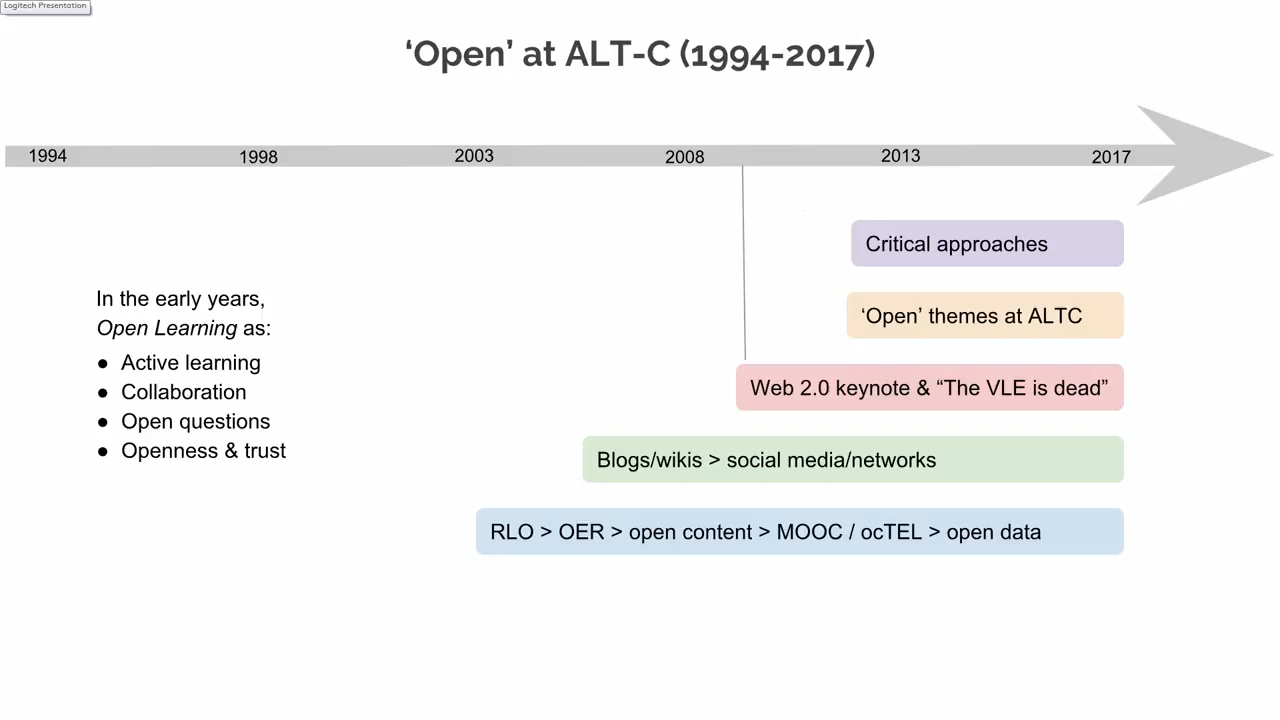 Logitech Presentation
‘Open’ at ALT-C (1994-2017)
1994 1998 2003 2008 2013 2017
Critical approaches
In the early years,
Open Learning as:
● Active learning
● Collaboration
● Open questions
● Openness & trust
‘Open’ themes at ALTC
Web 2.0 keynote & “The VLE is dead”
Blogs/wikis > social media/networks
RLO > OER > open content > MOOC / ocTEL > open data